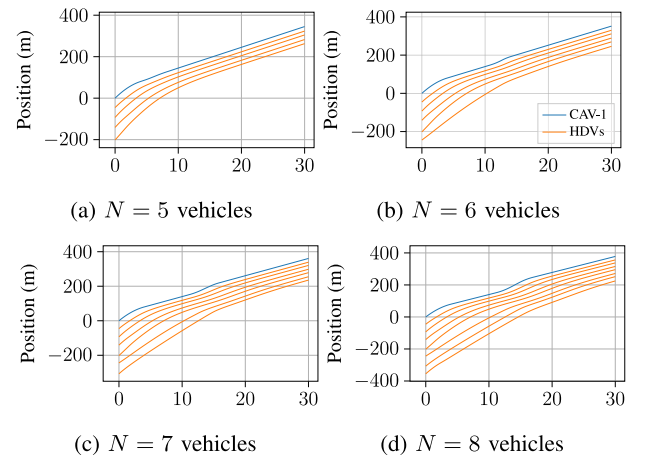 400
200
0
−200
Position (m)
0 10 20 30
(a) N = 5 vehicles
400
200
0
−200
Position (m)
CAV-1
HDVs
0 10 20 30
(b) N = 6 vehicles
400
200
0
−200
Position (m)
0 10 20 30
(c) N = 7 vehicles
400
200
0
−200
−400
Position (m)
0 10 20 30
(d) N = 8 vehicles